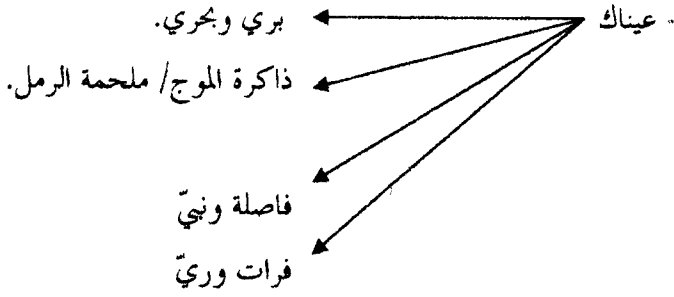 - عيناك
بري وبحري.
ذاكرة الموج/ ملحمة الرمل.
فاصلة ونبيّ
فرات وريّ